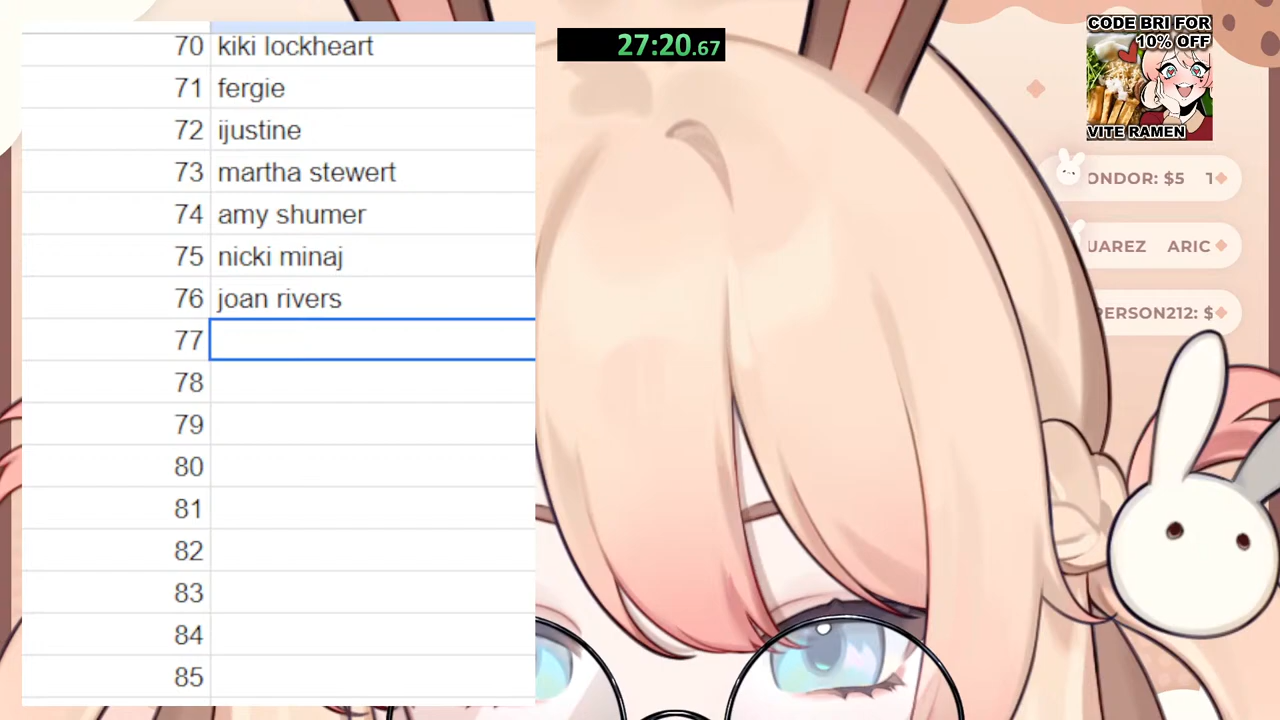 70 kiki lockheart
71 fergie
72 ijustine
73 martha stewert
74 amy shumer
75 nicki minaj
76 joan rivers
77
78
79
80
81
82
83
84
85
27:20.67
CODE BRI FOR
10% OFF
VITE RAMEN
ONDOR: $5 1
UAREZ ARIC
PERSON212: $